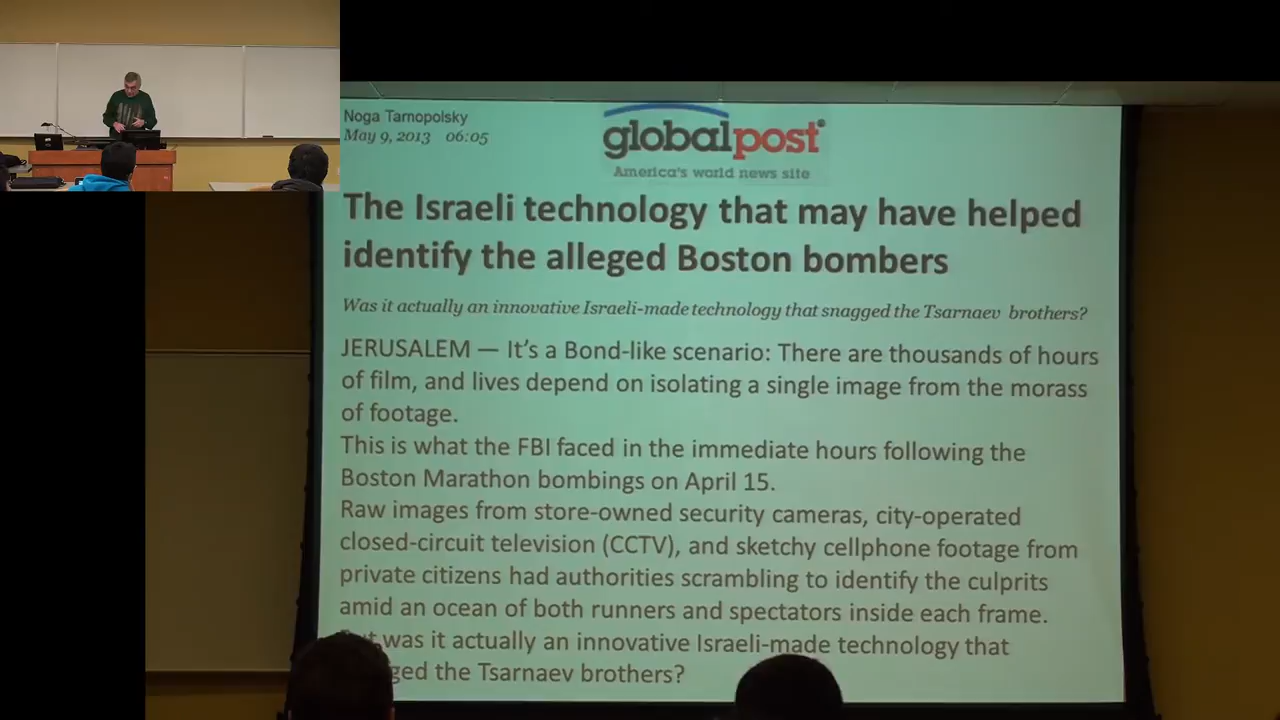 Noga Tarnopolsky
May 9, 2013 06:05
globalpost®
America's world news site
The Israeli technology that may have helped
identify the alleged Boston bombers
Was it actually an innovative Israeli-made technology that snagged the Tsarnaev brothers?
JERUSALEM — It's a Bond-like scenario: There are thousands of hours
of film, and lives depend on isolating a single image from the morass
of footage.
This is what the FBI faced in the immediate hours following the
Boston Marathon bombings on April 15.
Raw images from store-owned security cameras, city-operated
closed-circuit television (CCTV), and sketchy cellphone footage from
private citizens had authorities scrambling to identify the culprits
amid an ocean of both runners and spectators inside each frame.
was it actually an innovative Israeli-made technology that
the Tsarnaev brothers?